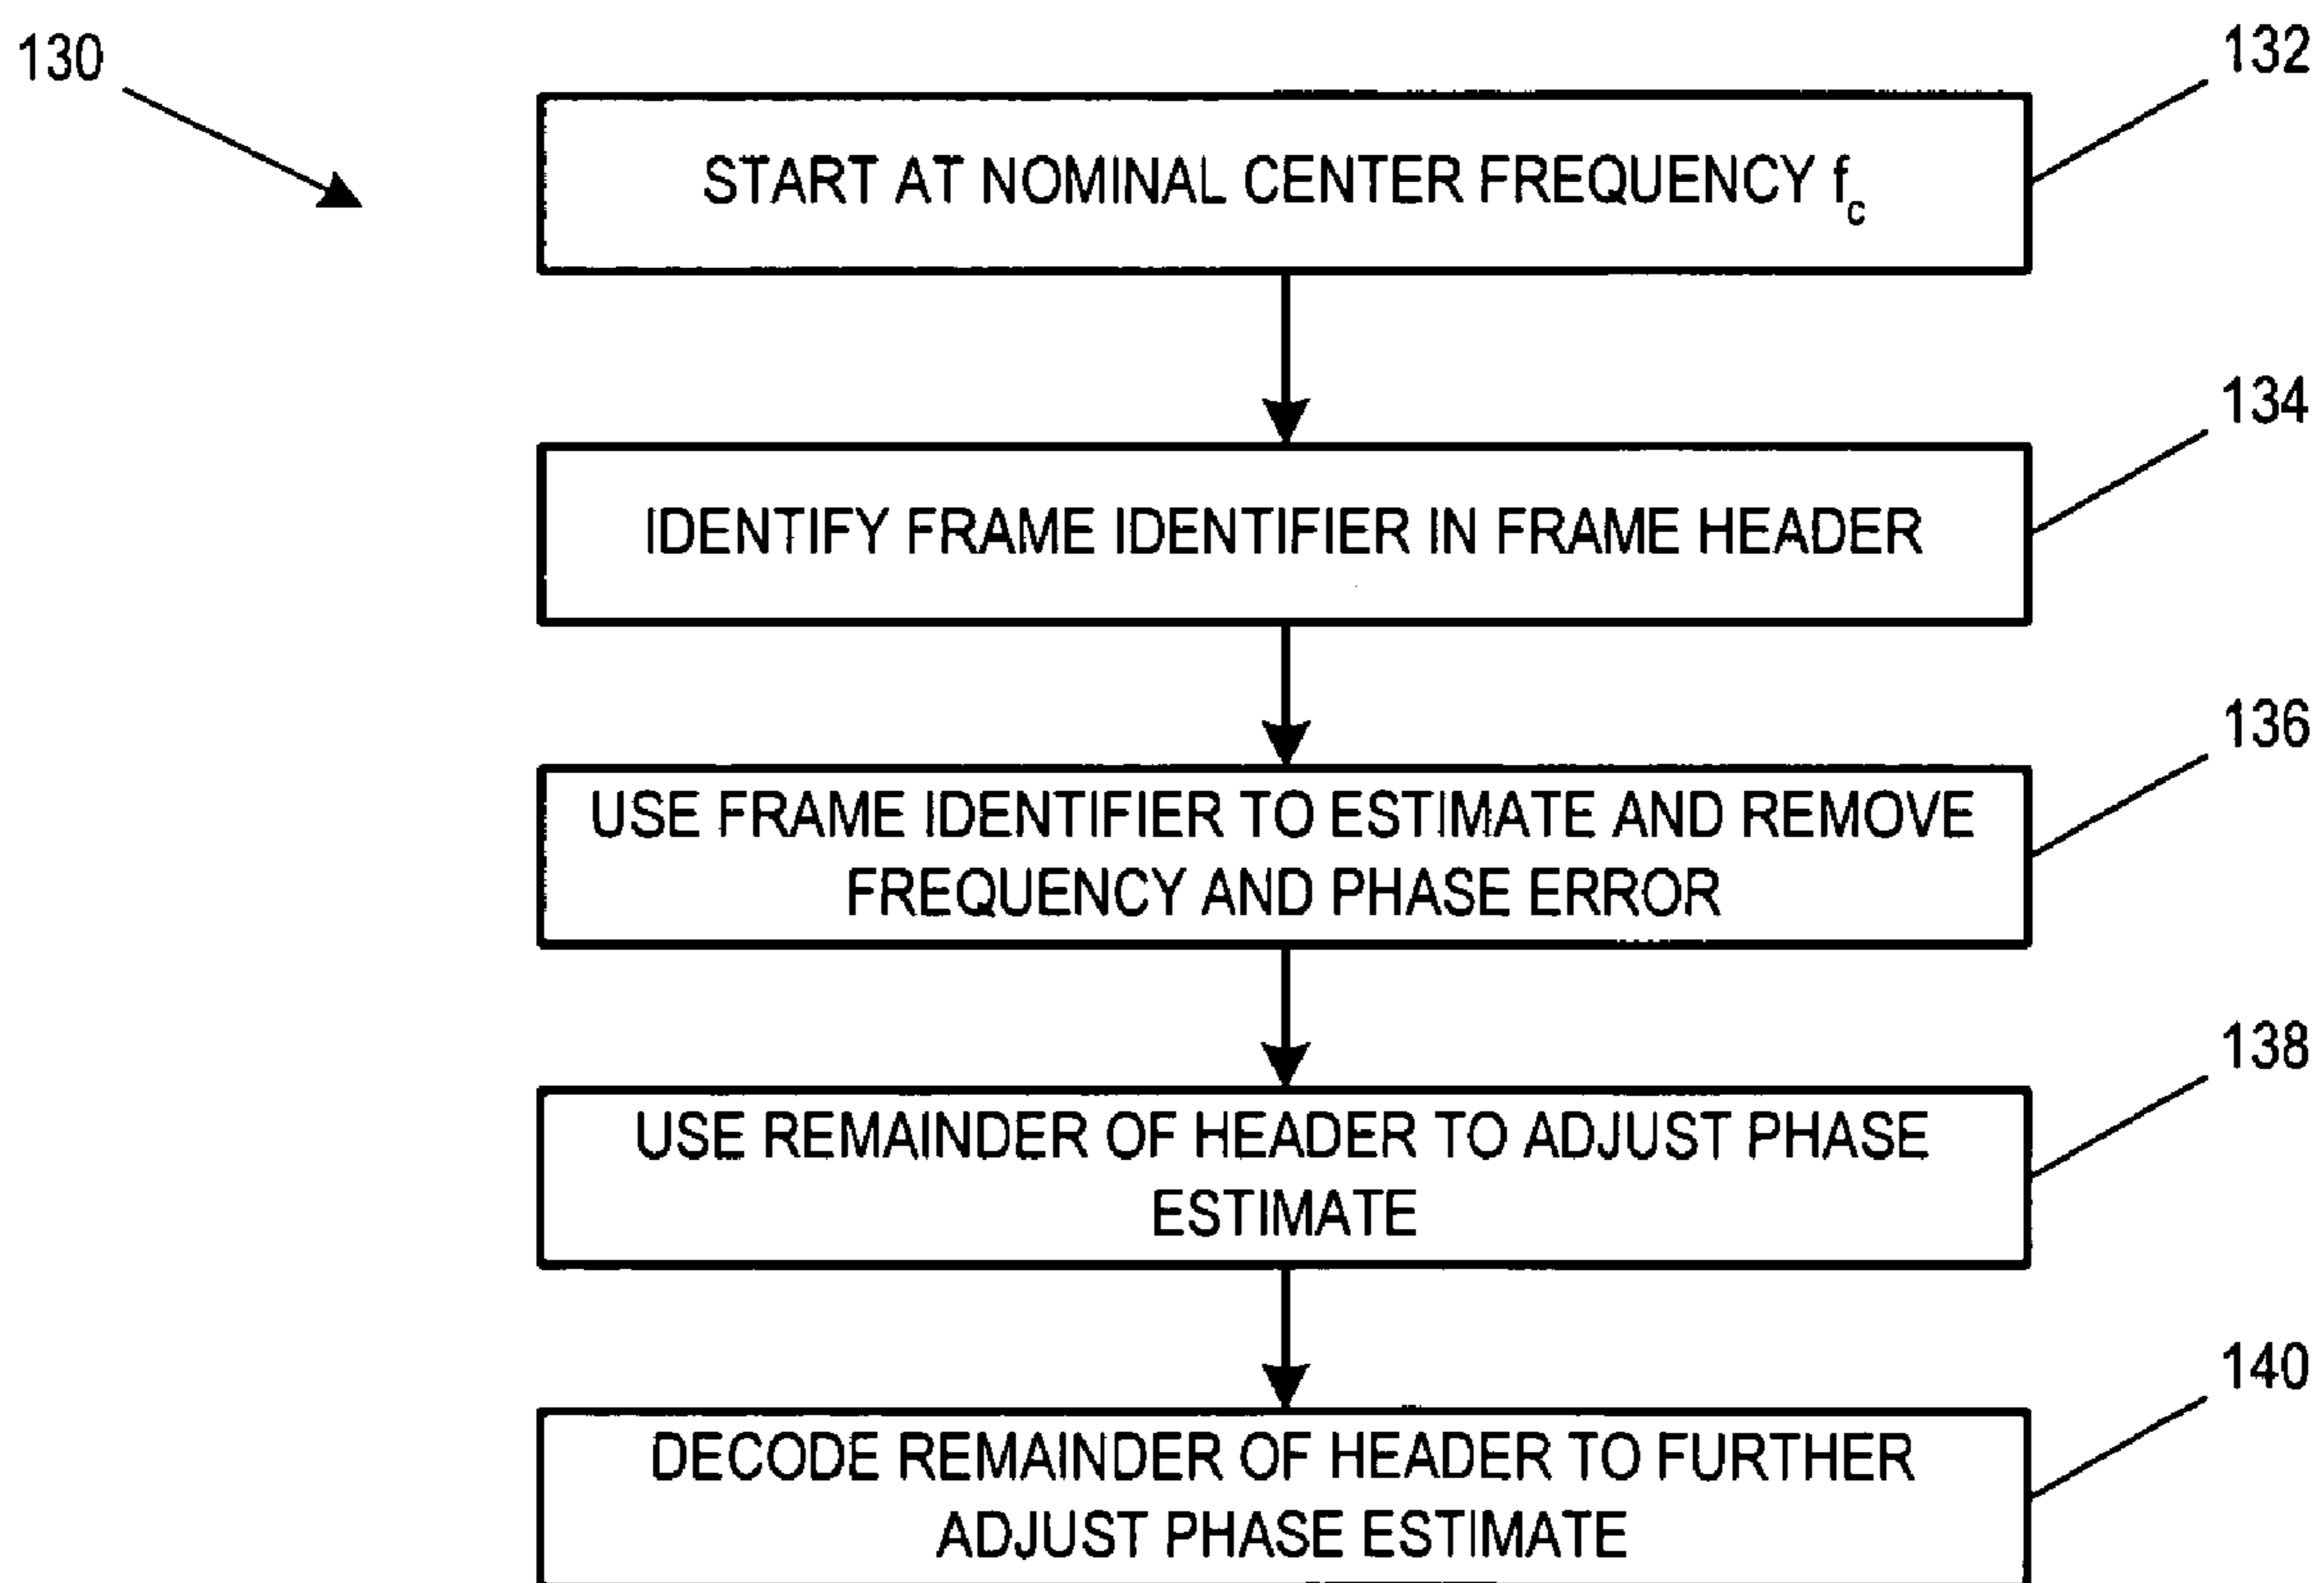 130
132
START AT NOMINAL CENTER FREQUENCY fc
134
IDENTIFY FRAME IDENTIFIER IN FRAME HEADER
136
USE FRAME IDENTIFIER TO ESTIMATE AND REMOVE
FREQUENCY AND PHASE ERROR
138
USE REMAINDER OF HEADER TO ADJUST PHASE
ESTIMATE
140
DECODE REMAINDER OF HEADER TO FURTHER
ADJUST PHASE ESTIMATE